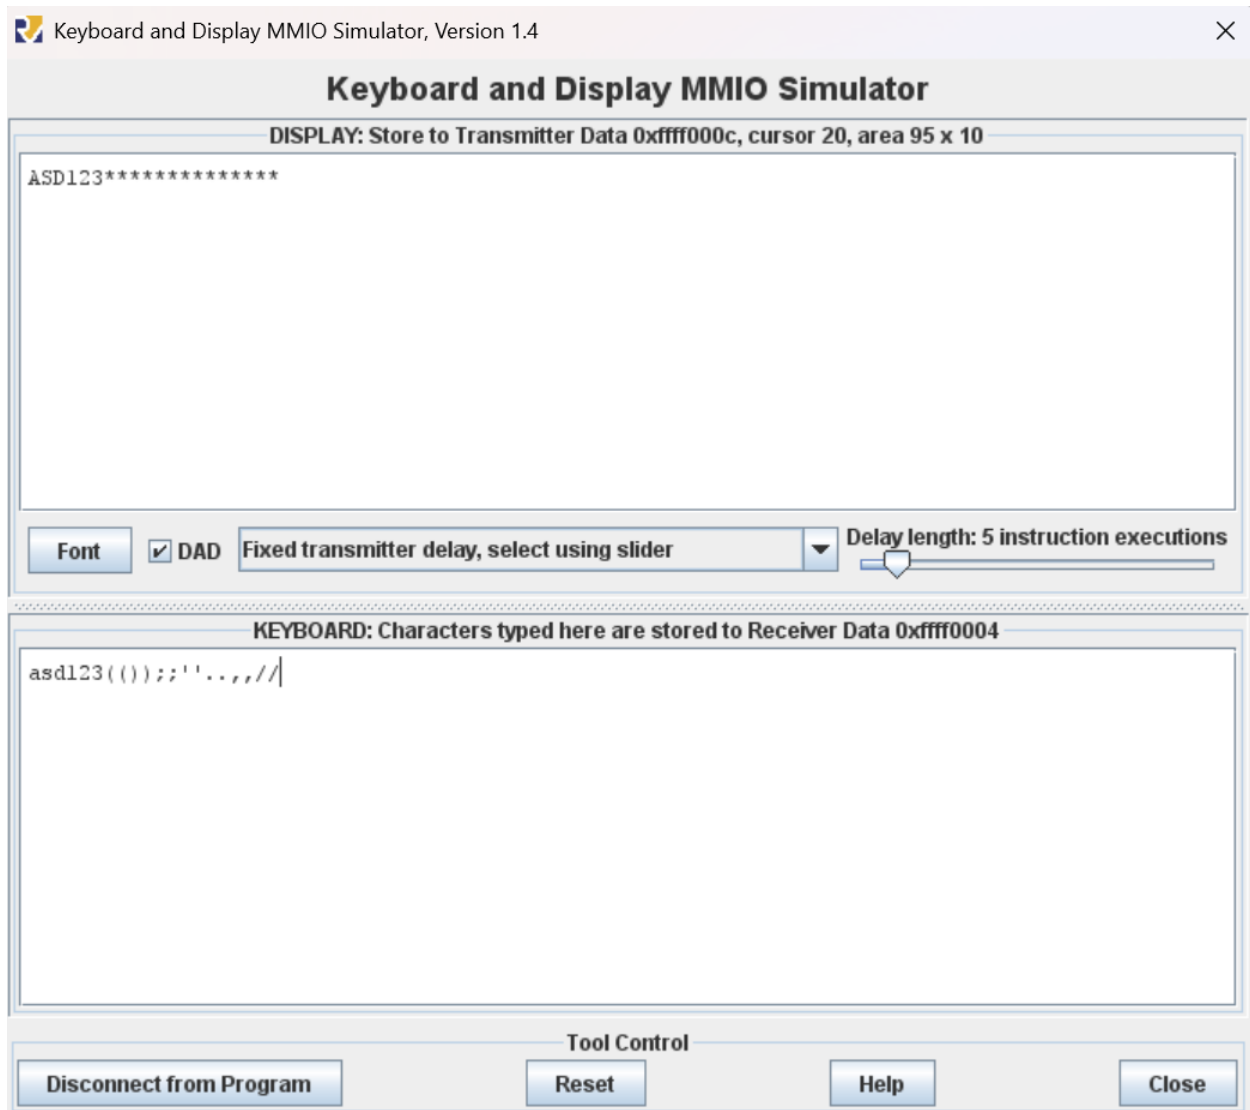 Keyboard and Display MMIO Simulator, Version 1.4
Keyboard and Display MMIO Simulator
DISPLAY: Store to Transmitter Data 0xffff000c, cursor 20, area 95 x 10
ASD123**************
Font
DAD
Fixed transmitter delay, select using slider
Delay length: 5 instruction executions
KEYBOARD: Characters typed here are stored to Receiver Data 0xffff0004
asd123(());;''..,,//
Tool Control
Disconnect from Program
Reset
Help
Close